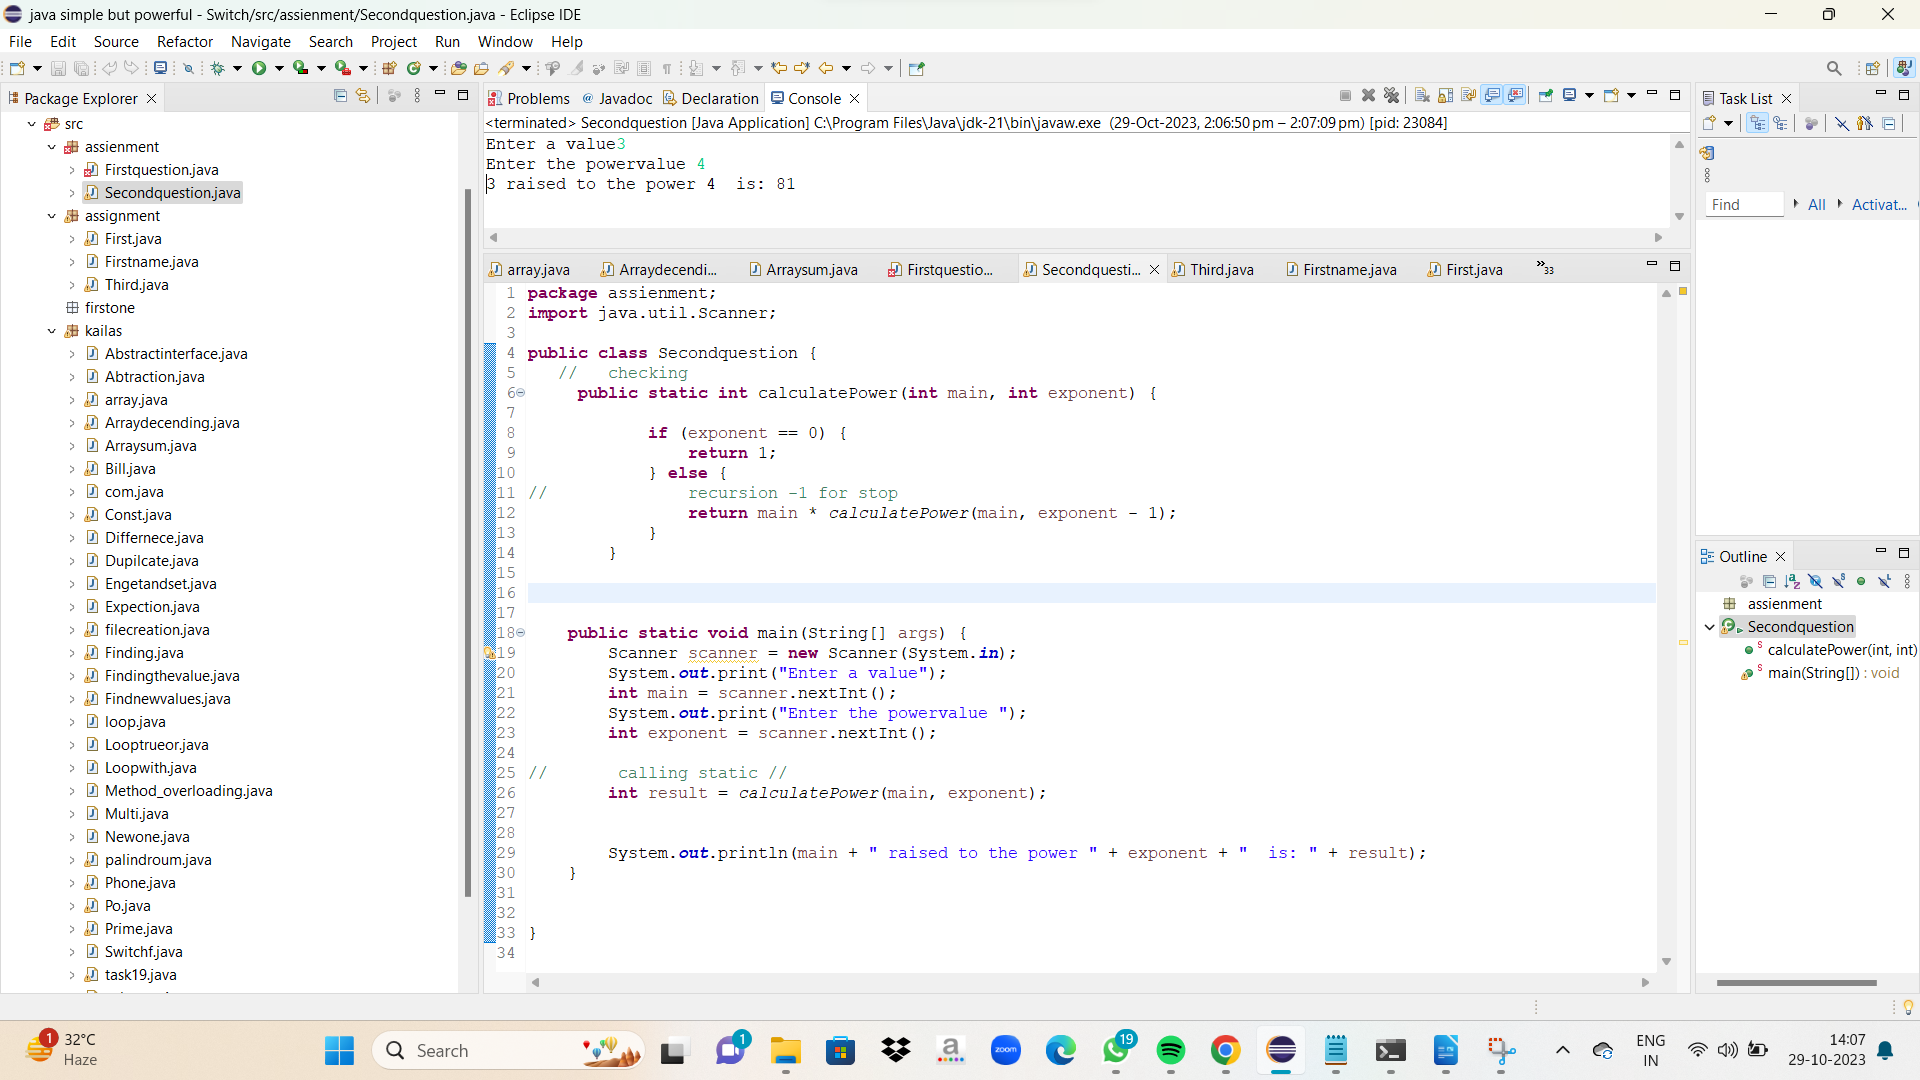 java simple but powerful - Switch/src/assienment/Secondquestion.java - Eclipse IDE
File Edit Source Refactor Navigate Search Project Run Window Help
Package Explorer
src
assienment
Firstquestion.java
Secondquestion.java
assignment
First.java
Firstname.java
Third.java
firstone
kailas
Abstractinterface.java
Abtraction.java
array.java
Arraydecending.java
Arraysum.java
Bill.java
com.java
Const.java
Differnece.java
Dupilcate.java
Engetandset.java
Expection.java
filecreation.java
Finding.java
Findingthevalue.java
Findnewvalues.java
loop.java
Looptrueor.java
Loopwith.java
Method_overloading.java
Multi.java
Newone.java
palindroum.java
Phone.java
Po.java
Prime.java
Switchf.java
task19.java
Problems @ Javadoc Declaration Console
<terminated> Secondquestion [Java Application] C:\Program Files\Java\jdk-21\bin\javaw.exe (29-Oct-2023, 2:06:50 pm – 2:07:09 pm) [pid: 23084]
Enter a value3
Enter the powervalue 4
3 raised to the power 4  is: 81
array.java Arraydecendi... Arraysum.java Firstquestio... Secondquesti... Third.java Firstname.java First.java »33
1 package assienment;
2 import java.util.Scanner;
3
4 public class Secondquestion {
5    //   checking
6      public static int calculatePower(int main, int exponent) {
7
8             if (exponent == 0) {
9                 return 1;
10             } else {
11 //              recursion -1 for stop
12                 return main * calculatePower(main, exponent - 1);
13             }
14         }
15
16
17
18     public static void main(String[] args) {
19         Scanner scanner = new Scanner(System.in);
20         System.out.print("Enter a value");
21         int main = scanner.nextInt();
22         System.out.print("Enter the powervalue ");
23         int exponent = scanner.nextInt();
24
25 //       calling static //
26         int result = calculatePower(main, exponent);
27
28
29         System.out.println(main + " raised to the power " + exponent + "  is: " + result);
30     }
31
32
33 }
34
Task List
Find All Activat...
Outline
assienment
Secondquestion
calculatePower(int, int)
main(String[]) : void
1 32°C
Haze
Search
1
a
zoom
19
ENG
IN
14:07
29-10-2023